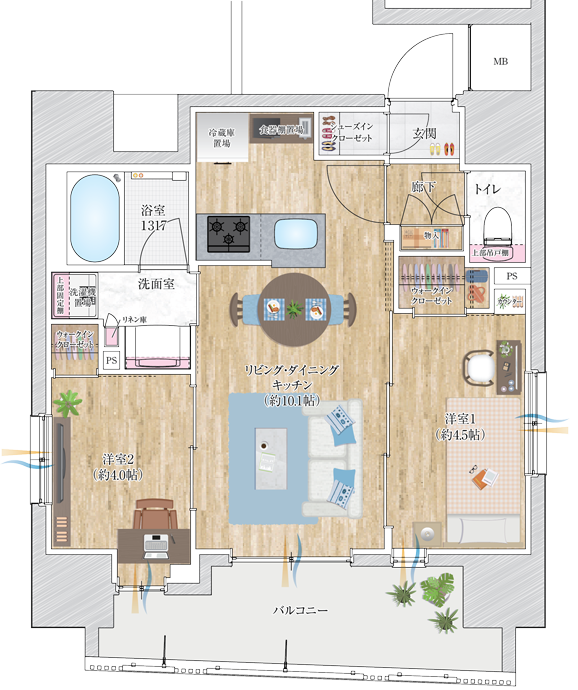 MB
冷蔵庫
置場
食器棚置場
シューズイン
クローゼット
玄関
廊下
トイレ
浴室
1317
物入
上部吊戸棚
洗面室
上部固定棚
洗濯機
置場
リネン庫
ウォークイン
クローゼット
PS
ウォークイン
クローゼット
PS
リビング・ダイニング
キッチン
（約10.1帖）
洋室1
（約4.5帖）
洋室2
（約4.0帖）
バルコニー